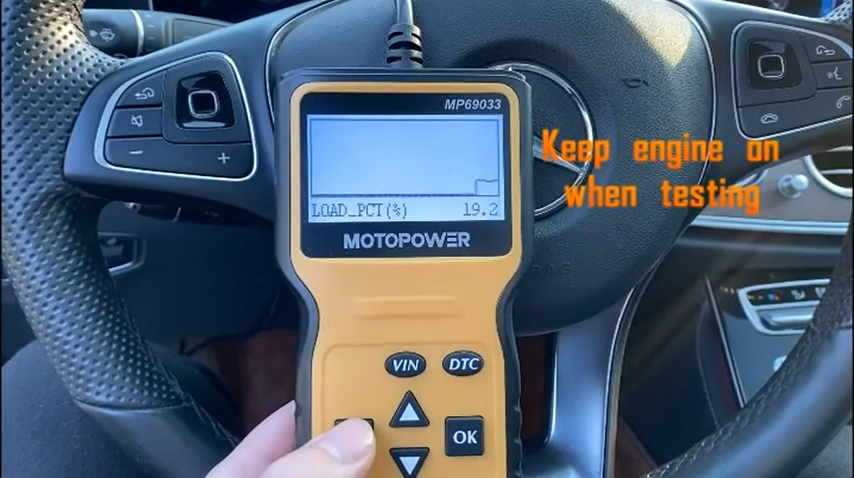 MP69033
LOAD_PCT(%) 19.2
MOTOPOWER
Keep engine on
when testing
VIN DTC
OK